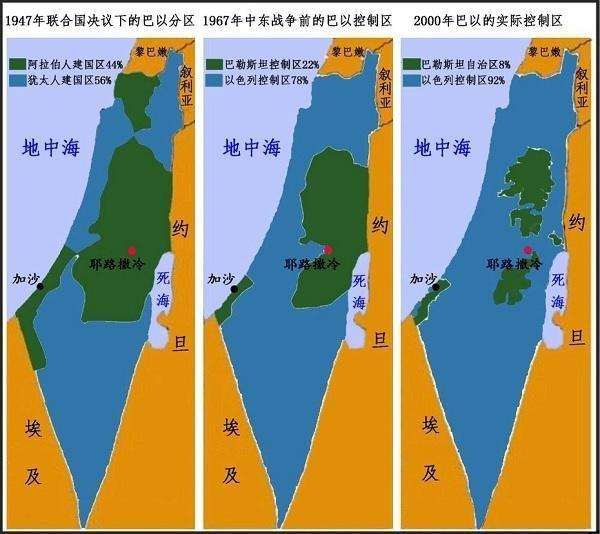 1947年联合国决议下的巴以分区
阿拉伯人建国区44%
犹太人建国区56%
黎巴嫩
叙利亚
地中海
约
加沙
耶路撒冷
死海
旦
埃
及
1967年中东战争前的巴以控制区
巴勒斯坦控制区22%
以色列控制区78%
黎巴嫩
叙利亚
地中海
约
加沙
耶路撒冷
死海
旦
埃
及
2000年巴以的实际控制区
巴勒斯坦自治区8%
以色列控制区92%
黎巴嫩
叙利亚
地中海
约
加沙
耶路撒冷
死海
旦
埃
及